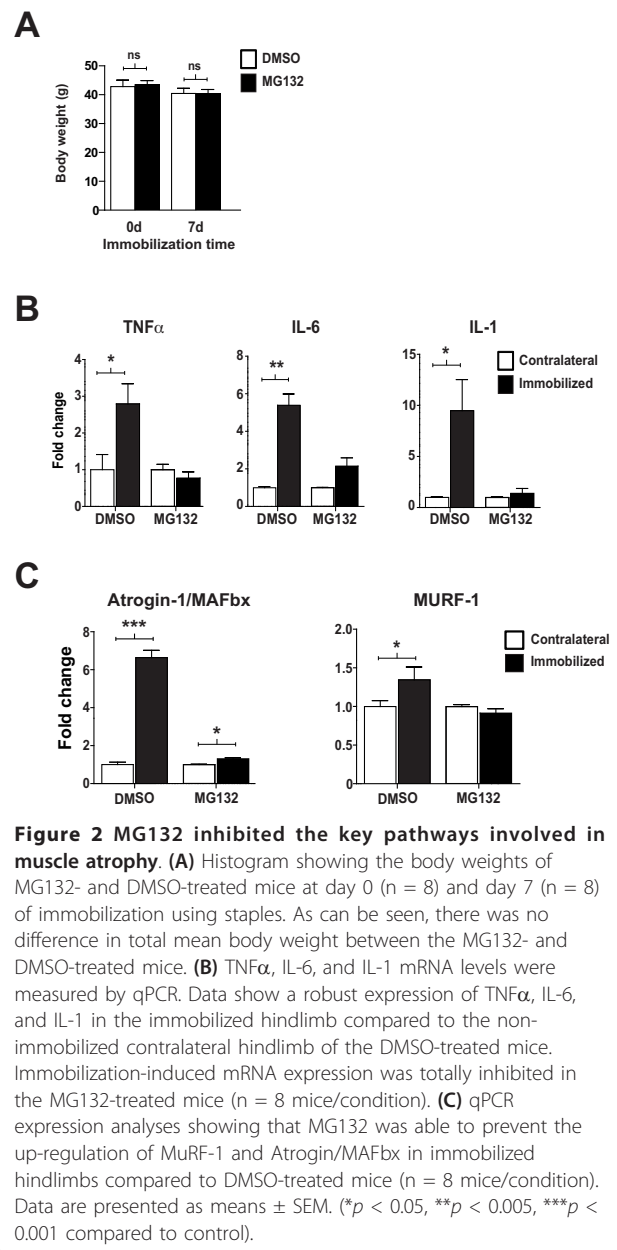 A
ns
ns
DMSO
MG132
Body weight (g)
50
40
30
20
10
0
0d 7d
Immobilization time
B
TNFα IL-6 IL-1
Contralateral
Immobilized
Fold change
4
3
2
1
0
*
DMSO MG132
8
6
4
2
0
**
DMSO MG132
15
10
5
0
*
DMSO MG132
C
Atrogin-1/MAFbx MURF-1
Contralateral
Immobilized
Fold change
8
6
4
2
0
***
*
DMSO MG132
2.0
1.5
1.0
0.5
0
*
DMSO MG132
Figure 2 MG132 inhibited the key pathways involved in
muscle atrophy. (A) Histogram showing the body weights of
MG132- and DMSO-treated mice at day 0 (n = 8) and day 7 (n = 8)
of immobilization using staples. As can be seen, there was no
difference in total mean body weight between the MG132- and
DMSO-treated mice. (B) TNFα, IL-6, and IL-1 mRNA levels were
measured by qPCR. Data show a robust expression of TNFα, IL-6,
and IL-1 in the immobilized hindlimb compared to the non-
immobilized contralateral hindlimb of the DMSO-treated mice.
Immobilization-induced mRNA expression was totally inhibited in
the MG132-treated mice (n = 8 mice/condition). (C) qPCR
expression analyses showing that MG132 was able to prevent the
up-regulation of MuRF-1 and Atrogin/MAFbx in immobilized
hindlimbs compared to DMSO-treated mice (n = 8 mice/condition).
Data are presented as means ± SEM. (*p < 0.05, **p < 0.005, ***p <
0.001 compared to control).